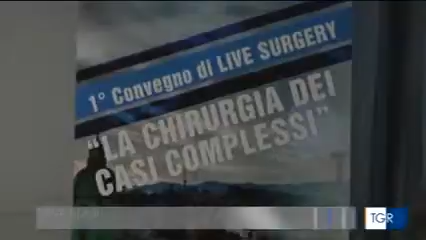 1° Convegno di LIVE SURGERY
"LA CHIRURGIA DEI
CASI COMPLESSI"
TGR